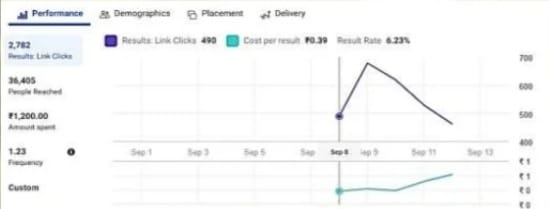 Performance Demographics Placement Delivery
2,782
Results: Link Clicks
Results: Link Clicks 490 Cost per result ₹0.39 Result Rate 6.23%
36,405
People Reached
₹1,200.00
Amount spent
1.23
Frequency
Custom
700
600
500
400
Sep 1 Sep 3 Sep 5 Sep Sep 8 Sep 11 Sep 13
₹ 1
₹ 1
₹ 0
₹ 0